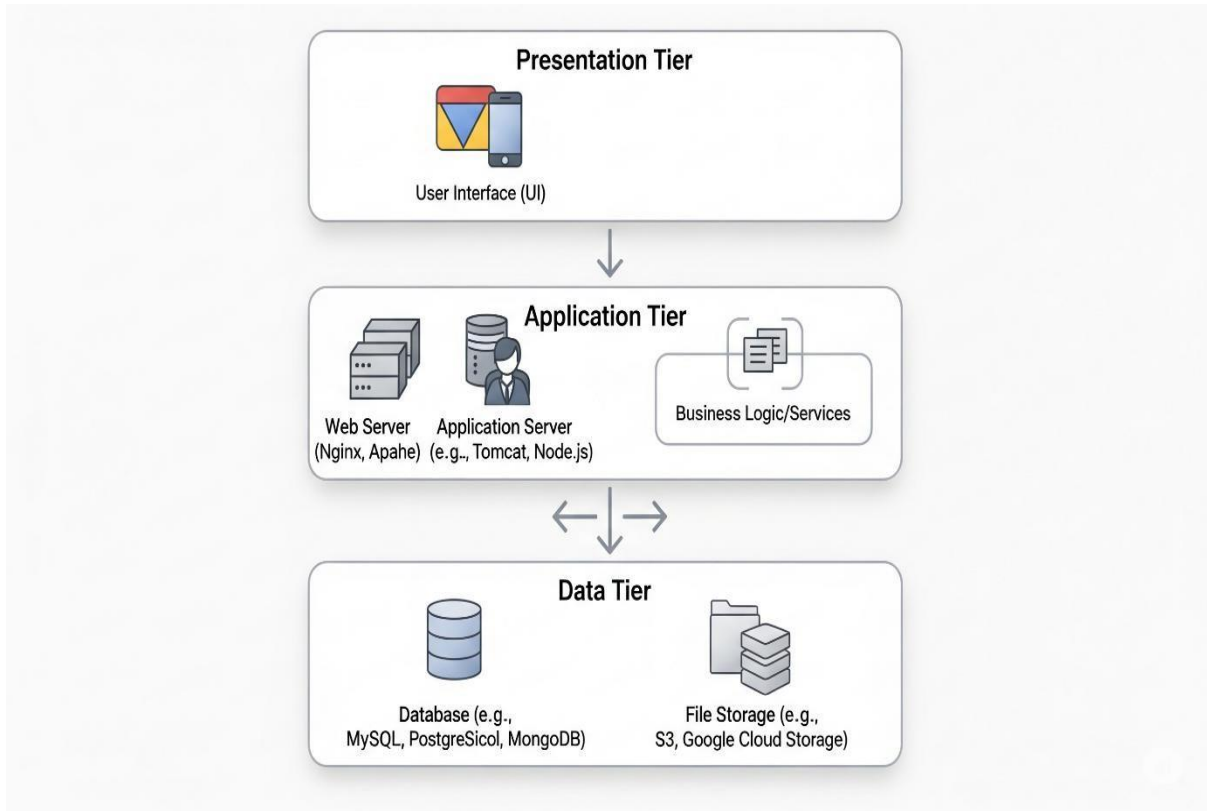 Presentation Tier
User Interface (UI)
Application Tier
Web Server
(Nginx, Apahe)
Application Server
(e.g.., Tomcat, Node.js)
Business Logic/Services
Data Tier
Database (e.g.,
MySQL, PostgreSicol, MongoDB)
File Storage (e.g.,
S3, Google Cloud Storage)